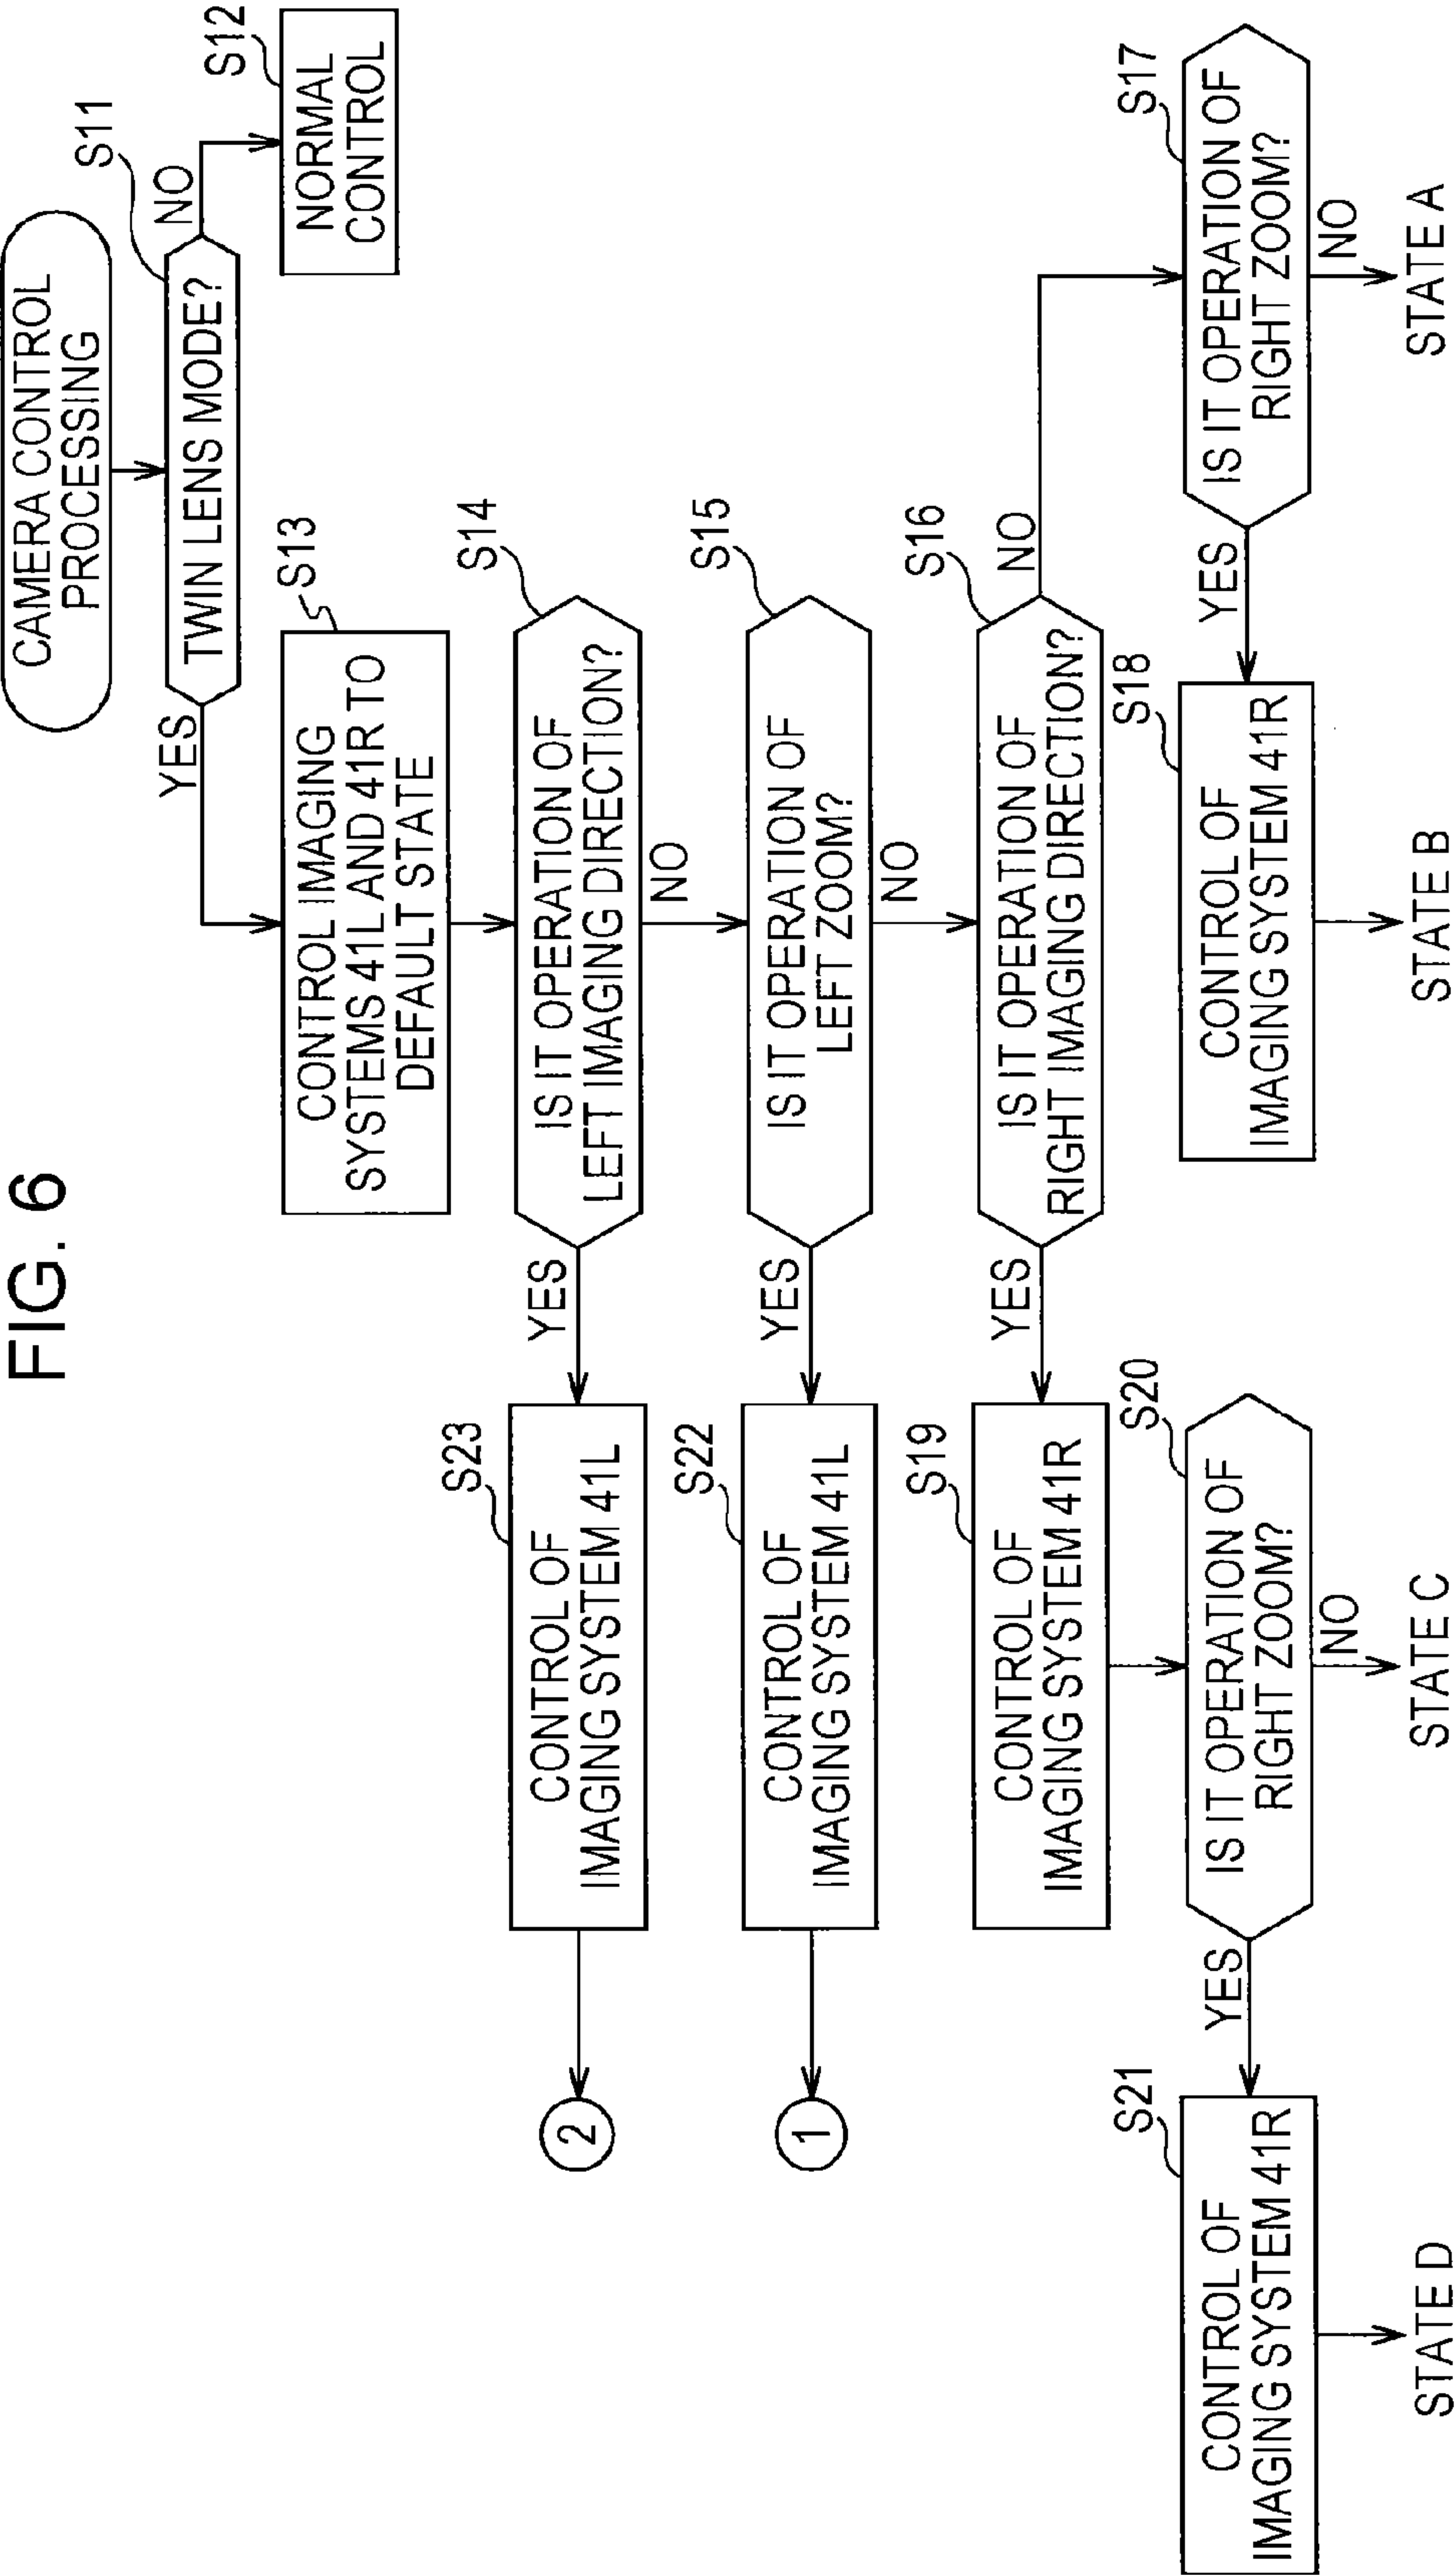 FIG. 6
CAMERA CONTROL
PROCESSING
S11
TWIN LENS MODE?
YES
NO
S12
NORMAL
CONTROL
S13
CONTROL IMAGING
SYSTEMS 41L AND 41R TO
DEFAULT STATE
S14
IS IT OPERATION OF
LEFT IMAGING DIRECTION?
YES
NO
S23
CONTROL OF
IMAGING SYSTEM 41L
2
S15
IS IT OPERATION OF
LEFT ZOOM?
YES
NO
S22
CONTROL OF
IMAGING SYSTEM 41L
1
S16
IS IT OPERATION OF
RIGHT IMAGING DIRECTION?
YES
NO
S19
CONTROL OF
IMAGING SYSTEM 41R
S20
IS IT OPERATION OF
RIGHT ZOOM?
YES
NO
S21
CONTROL OF
IMAGING SYSTEM 41R
S18
CONTROL OF
IMAGING SYSTEM 41R
S17
IS IT OPERATION OF
RIGHT ZOOM?
YES
NO
STATE D
STATE C
STATE B
STATE A